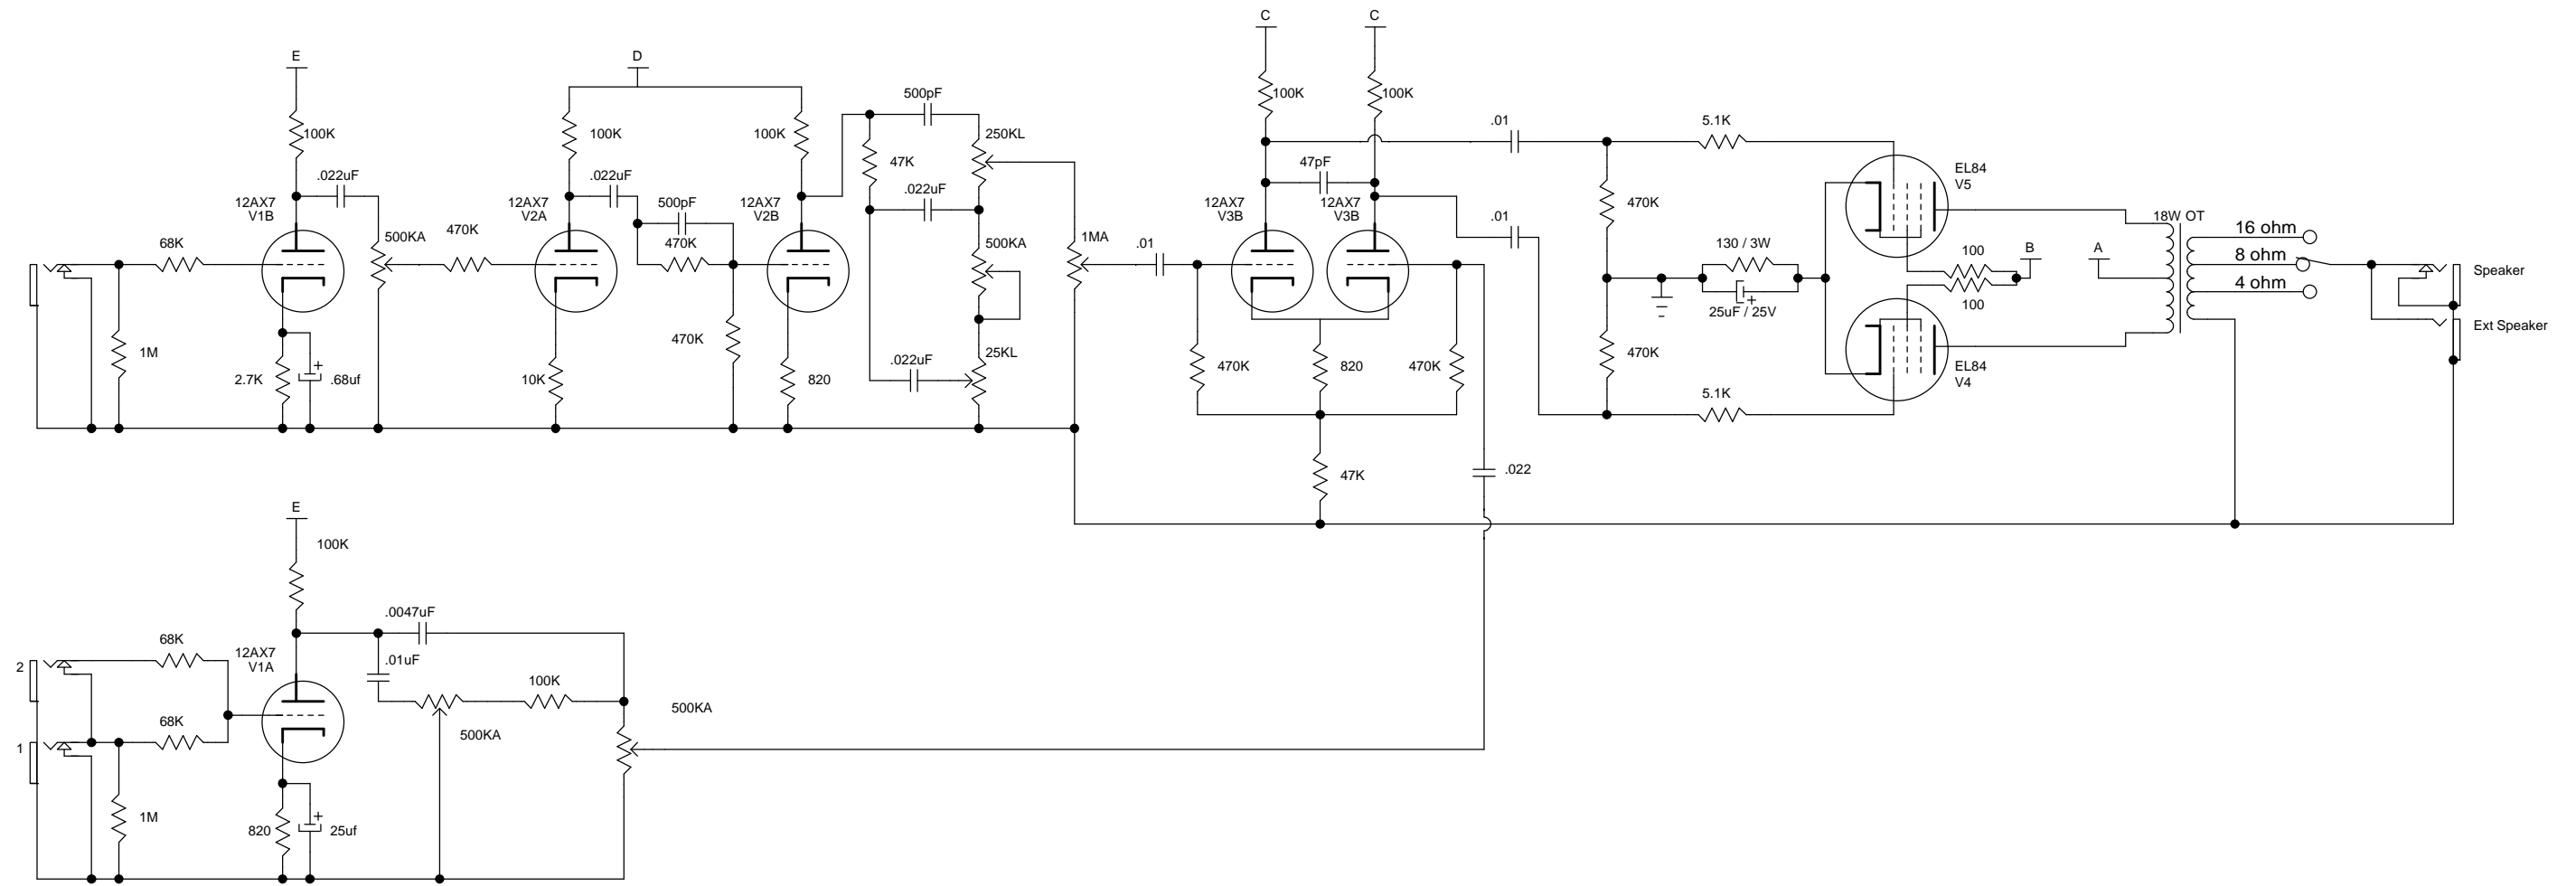 C
C
E
D
100K
100K
500pF
100K
100K
100K
250KL
47K
.01
5.1K
47pF
.022uF
.022uF
.022uF
12AX7
V1B
12AX7
V2A
500pF
12AX7
V2B
12AX7
V3B
12AX7
V3B
EL84
V5
470K
18W OT
.01
68K
500KA
470K
470K
500KA
1MA
.01
130 / 3W
100
B
A
16 ohm
8 ohm
4 ohm
Speaker
25uF / 25V
100
Ext Speaker
1M
2.7K
.68uf
10K
470K
820
.022uF
25KL
470K
820
470K
470K
EL84
V4
5.1K
47K
.022
E
100K
.0047uF
68K
12AX7
V1A
2
.01uF
100K
500KA
68K
1
500KA
1M
820
25uf